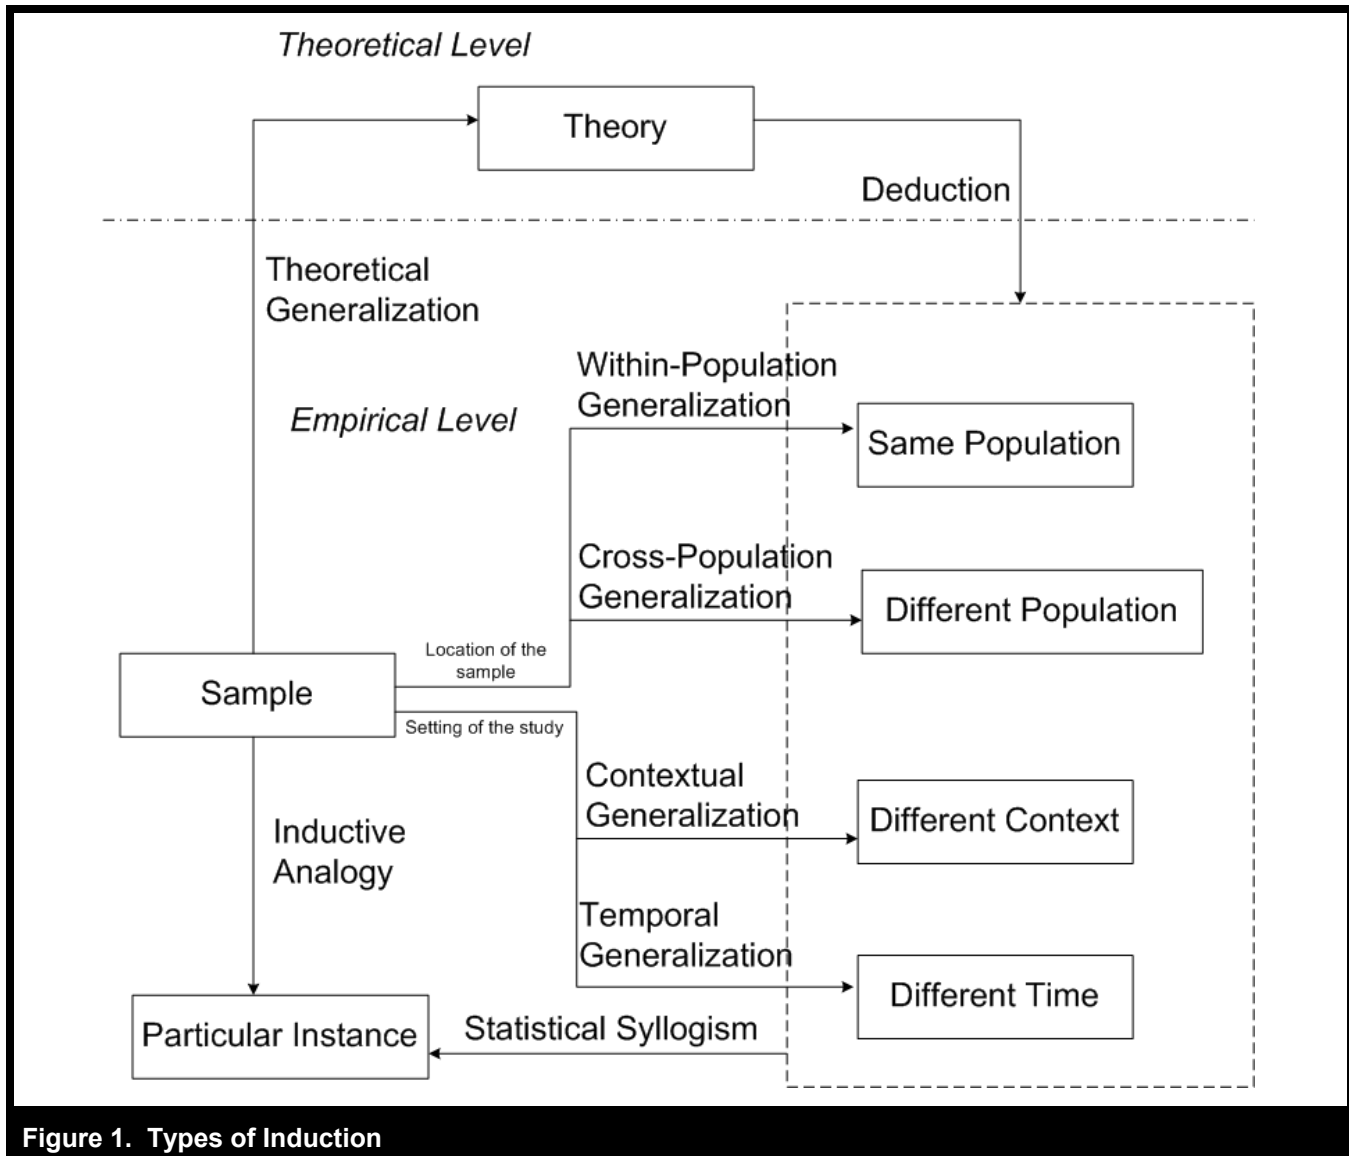 Theoretical Level
Theory
Deduction
Theoretical
Generalization
Within-Population
Generalization
Empirical Level
Same Population
Cross-Population
Generalization
Different Population
Location of the
sample
Sample
Setting of the study
Contextual
Generalization
Different Context
Inductive
Analogy
Temporal
Generalization
Different Time
Particular Instance
Statistical Syllogism
Figure 1. Types of Induction